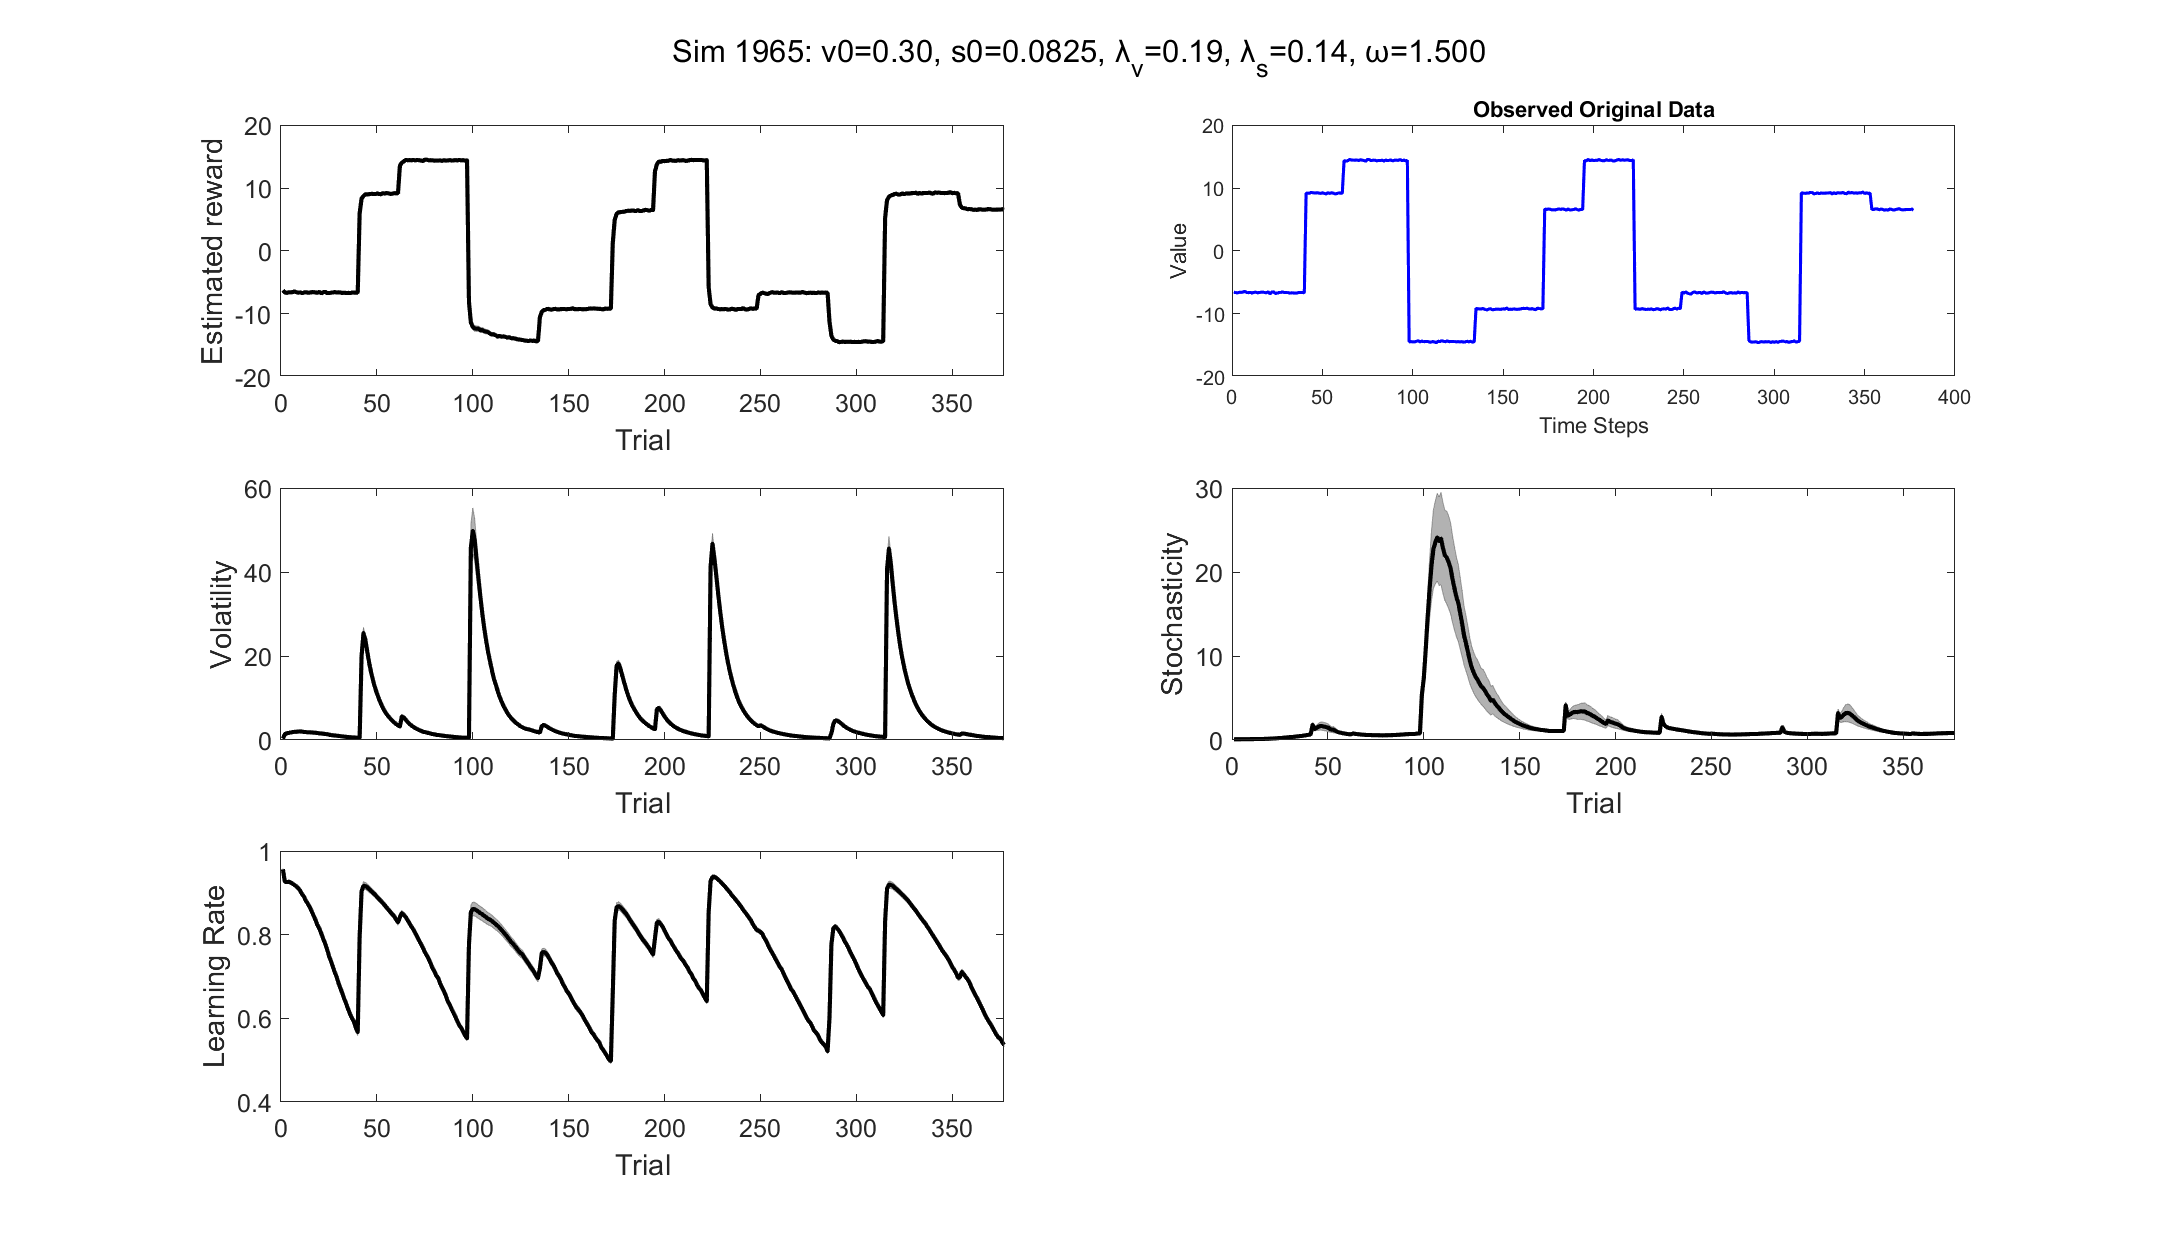 Sim 1965: v0=0.30, s0=0.0825, λv=0.19, λs=0.14, ω=1.500
Estimated reward
20
10
0
-10
-20
0 50 100 150 200 250 300 350
Trial
Observed Original Data
Value
20
10
0
-10
-20
0 50 100 150 200 250 300 350 400
Time Steps
Volatility
60
40
20
0
0 50 100 150 200 250 300 350
Trial
Stochasticity
30
20
10
0
0 50 100 150 200 250 300 350
Trial
Learning Rate
1
0.8
0.6
0.4
0 50 100 150 200 250 300 350
Trial